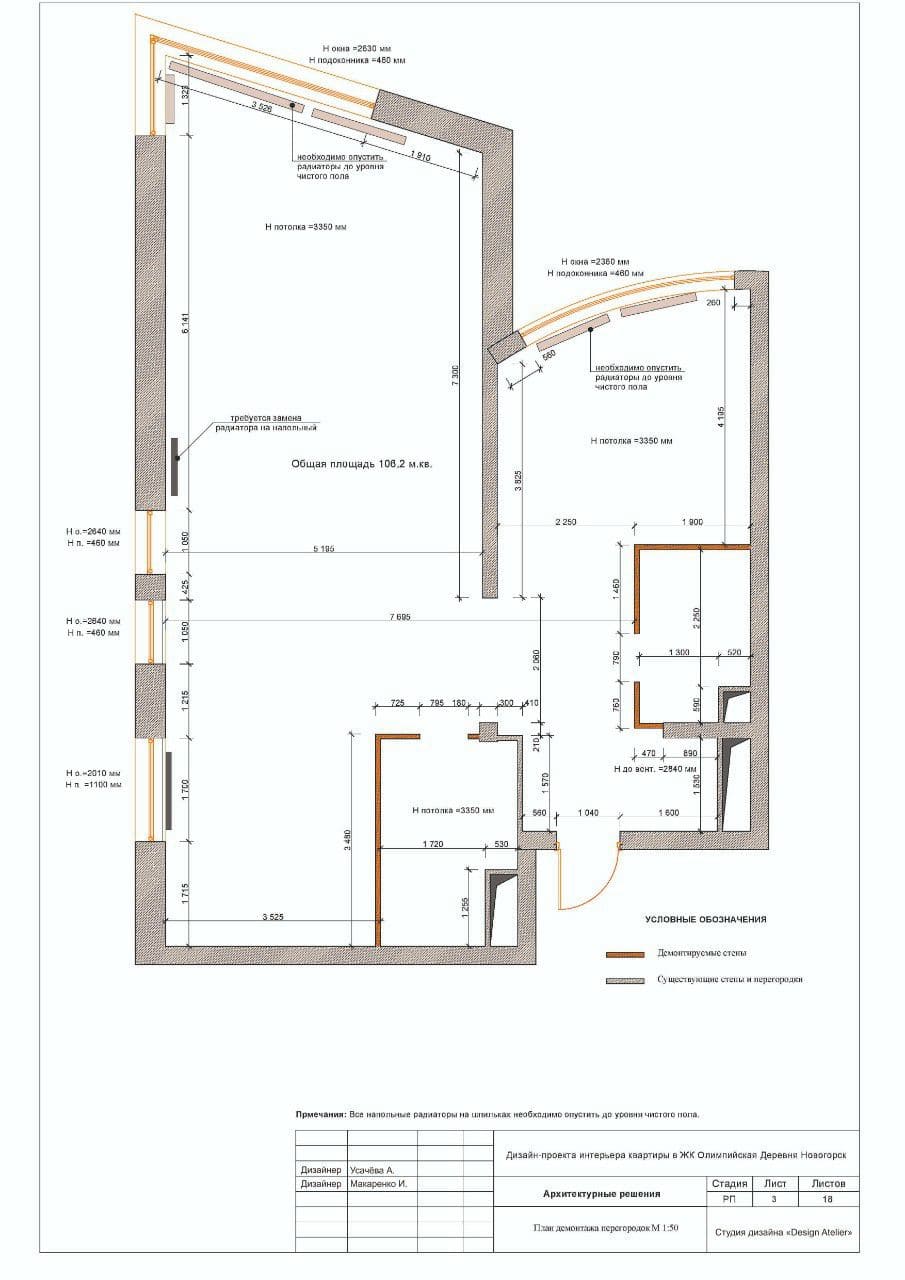 H окна =2630 мм
H подоконника =460 мм
1 323
3 526
1 910
необходимо опустить
радиаторы до уровня
чистого пола
H потолка =3350 мм
H окна =2360 мм
H подоконника =460 мм
260
6 141
560
7 300
необходимо опустить
радиаторы до уровня
чистого пола
4 195
требуется замена
радиатора на напольный
H потолка =3350 мм
Общая площадь 106,2 м.кв.
3 825
2 250
1 900
H о.=2640 мм
H п. =460 мм
1 050
5 195
425
1 460
H о.=2640 мм
H п. =460 мм
1 050
7 695
2 250
2 060
790
1 300
520
1 215
725
795
180
300
410
760
590
210
470
890
H о.=2010 мм
H п. =1100 мм
1 700
1 570
H до вент. =2840 мм
1 530
H потолка =3350 мм
560
1 040
1 600
3 480
1 720
530
1 715
1 255
3 525
УСЛОВНЫЕ ОБОЗНАЧЕНИЯ
Демонтируемые стены
Существующие стены и перегородки
Прмечания: Все напольные радиаторы на шпильках необходимо опустить до уровня чистого пола.
Дизайн-проекта интерьера квартиры в ЖК Олимпийская Деревня Новогорск
Дизайнер Усачёва А.
Дизайнер Макаренко И.
Архитектурные решения
Стадия Лист Листов
РП 3 18
План демонтажа перегородок М 1:50
Студия дизайна «Design Atelier»